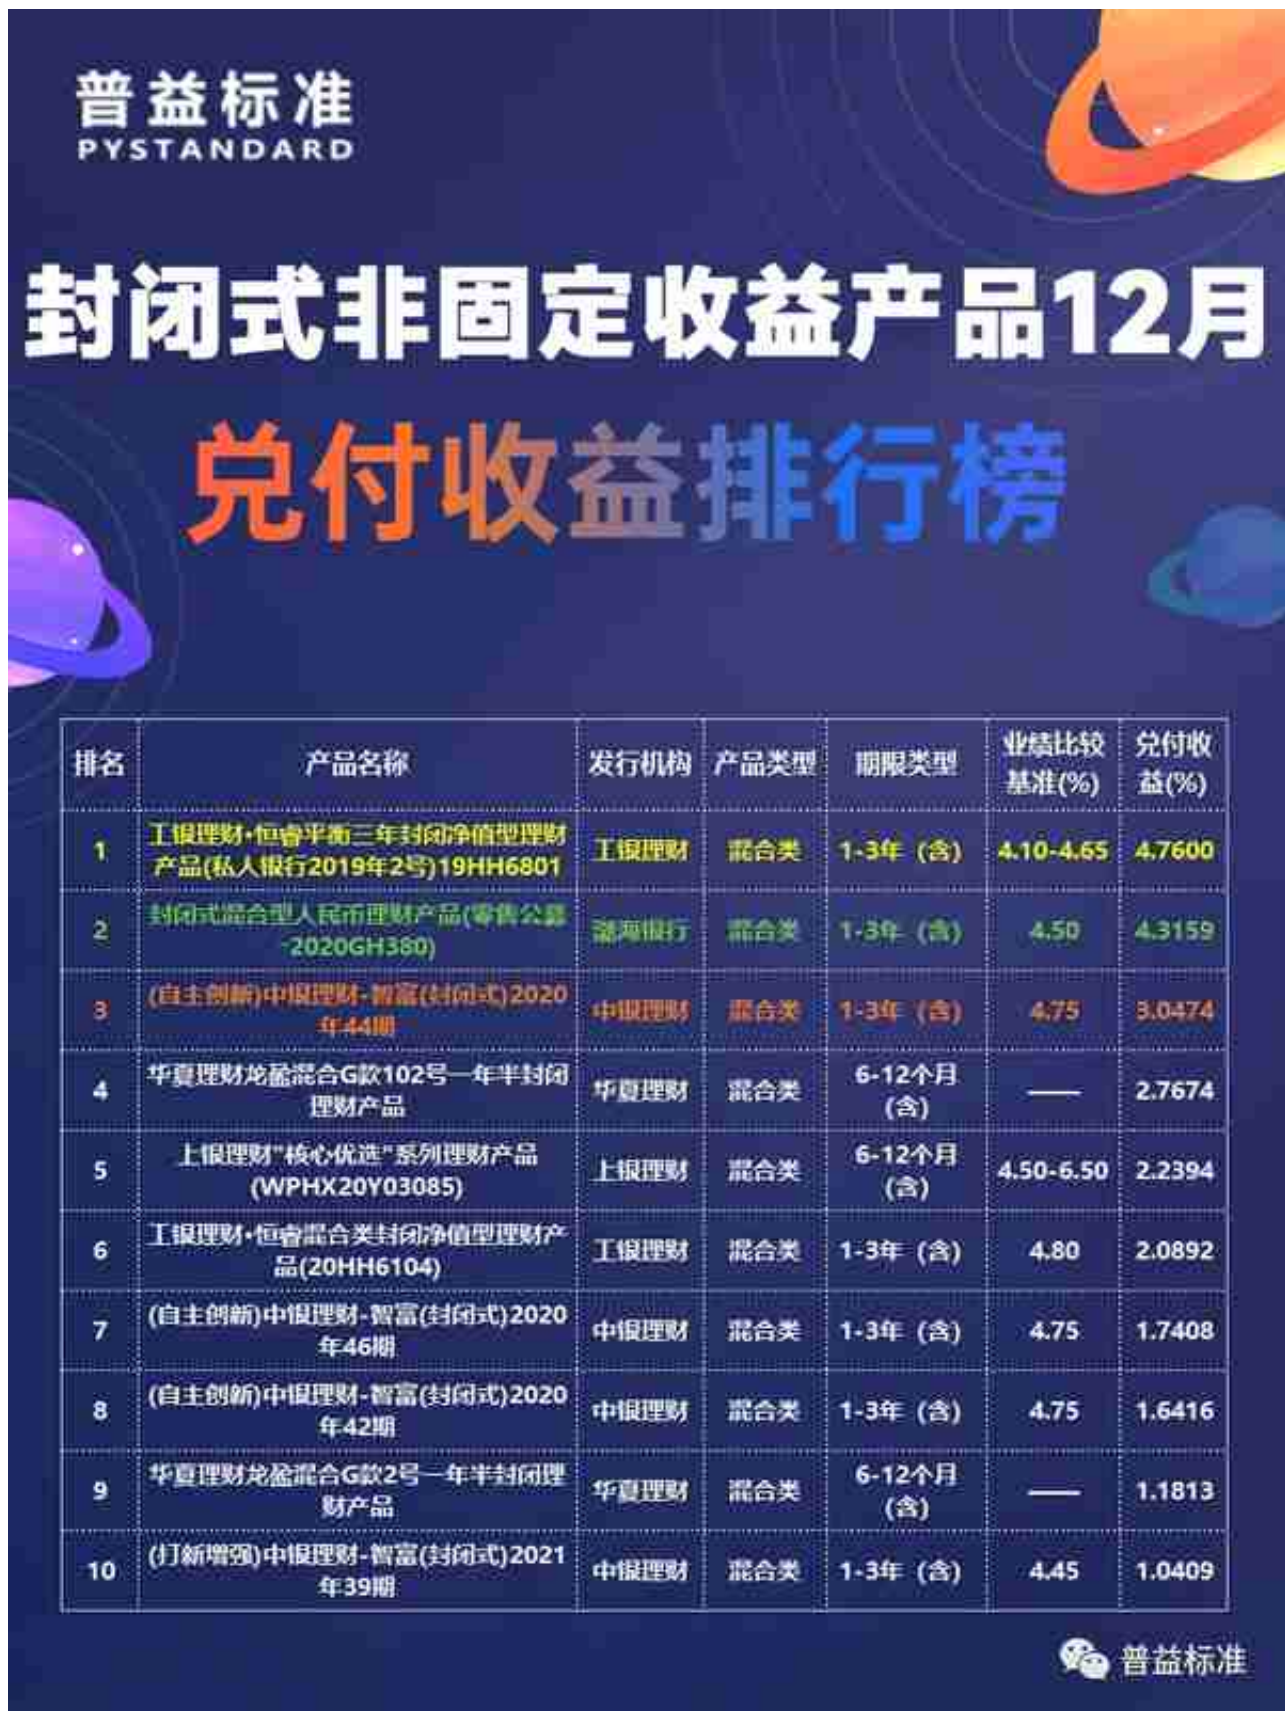 普益标准
PYSTANDARD
封闭式非固定收益产品12月
兑付收益排行榜
排名 产品名称 发行机构 产品类型 期限类型 业绩比较基准(%) 兑付收益(%)
1 工银理财•恒睿平衡三年封闭净值型理财产品(私人银行2019年2号)19HH6801 工银理财 混合类 1-3年（含） 4.10-4.65 4.7600
2 封闭式混合型人民币理财产品(零售公募-2020GH380) 渤海银行 混合类 1-3年（含） 4.50 4.3159
3 (自主创新)中银理财-智富(封闭式)2020年44期 中银理财 混合类 1-3年（含） 4.75 3.0474
4 华夏理财龙盈混合G款102号一年半封闭理财产品 华夏理财 混合类 6-12个月（含） —— 2.7674
5 上银理财"核心优选"系列理财产品(WPHX20Y03085) 上银理财 混合类 6-12个月（含） 4.50-6.50 2.2394
6 工银理财•恒睿混合类封闭净值型理财产品(20HH6104) 工银理财 混合类 1-3年（含） 4.80 2.0892
7 (自主创新)中银理财-智富(封闭式)2020年46期 中银理财 混合类 1-3年（含） 4.75 1.7408
8 (自主创新)中银理财-智富(封闭式)2020年42期 中银理财 混合类 1-3年（含） 4.75 1.6416
9 华夏理财龙盈混合G款2号一年半封闭理财产品 华夏理财 混合类 6-12个月（含） —— 1.1813
10 (打新增强)中银理财-智富(封闭式)2021年39期 中银理财 混合类 1-3年（含） 4.45 1.0409
普益标准